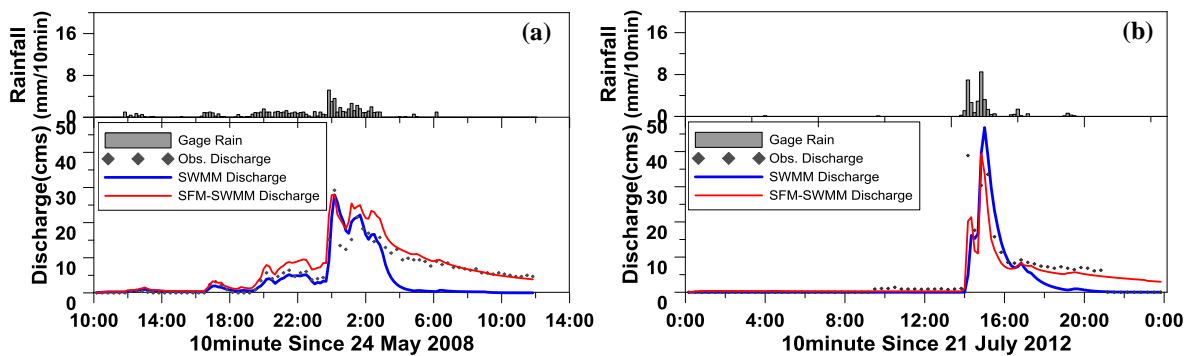 (a)
Rainfall
(mm/10min)
16
8
0
Gage Rain
Obs. Discharge
SWMM Discharge
SFM-SWMM Discharge
Discharge(cms)
50
40
30
20
10
0
10:00 14:00 18:00 22:00 2:00 6:00 10:00 14:00
10minute Since 24 May 2008
(b)
Rainfall
(mm/10min)
16
8
0
Gage Rain
Obs. Discharge
SWMM Discharge
SFM-SWMM Discharge
Discharge(cms)
50
40
30
20
10
0
0:00 4:00 8:00 12:00 16:00 20:00 0:00
10minute Since 21 July 2012